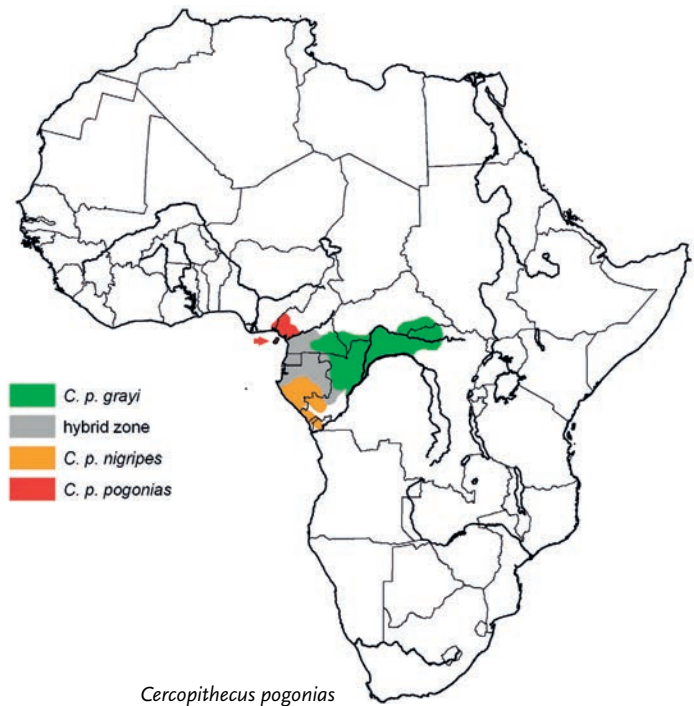 C. p. grayi
hybrid zone
C. p. nigripes
C. p. pogonias
Cercopithecus pogonias